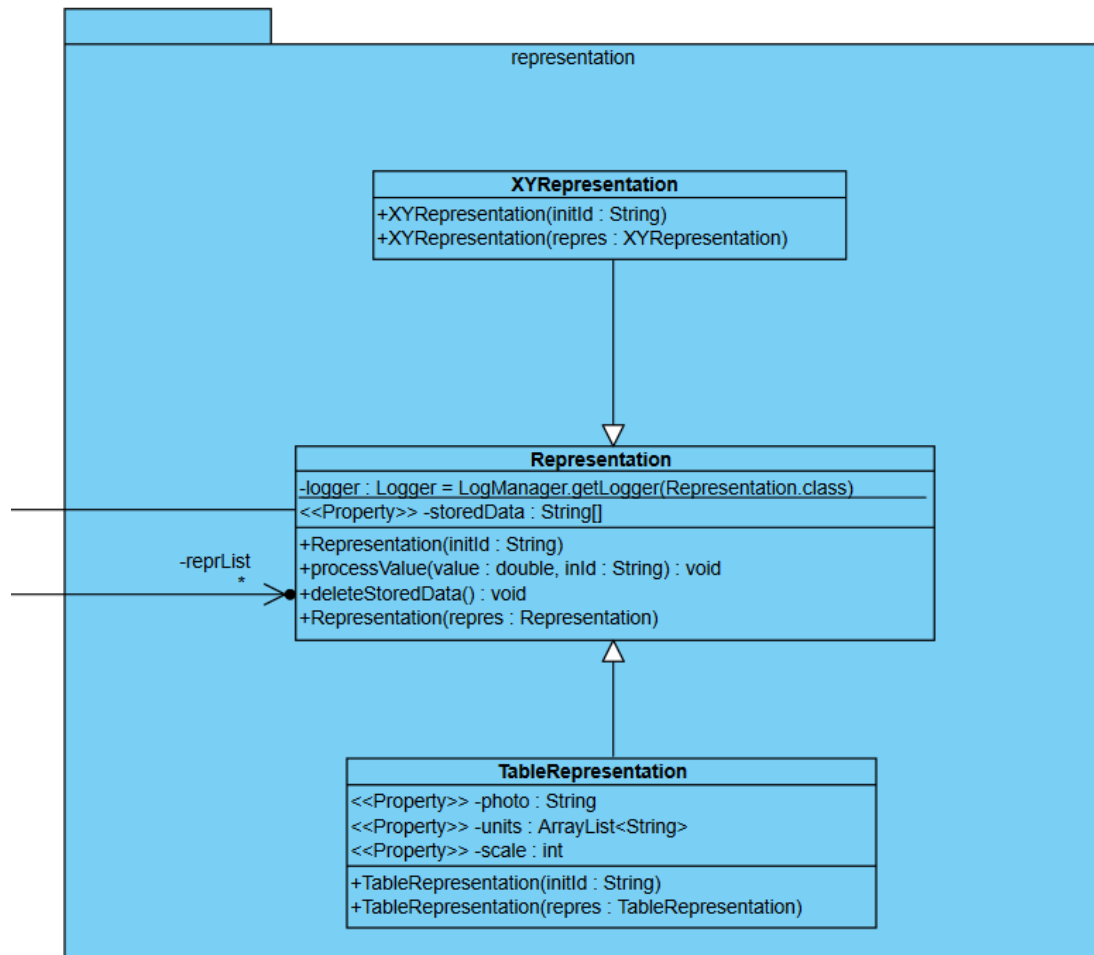 representation
XYRepresentation
+XYRepresentation(initId : String)
+XYRepresentation(repres : XYRepresentation)
Representation
-logger : Logger = LogManager.getLogger(Representation.class)
<<Property>> -storedData : String[]
+Representation(initId : String)
+processValue(value : double, inId : String) : void
+deleteStoredData() : void
+Representation(repres : Representation)
-reprList
*
TableRepresentation
<<Property>> -photo : String
<<Property>> -units : ArrayList<String>
<<Property>> -scale : int
+TableRepresentation(initId : String)
+TableRepresentation(repres : TableRepresentation)